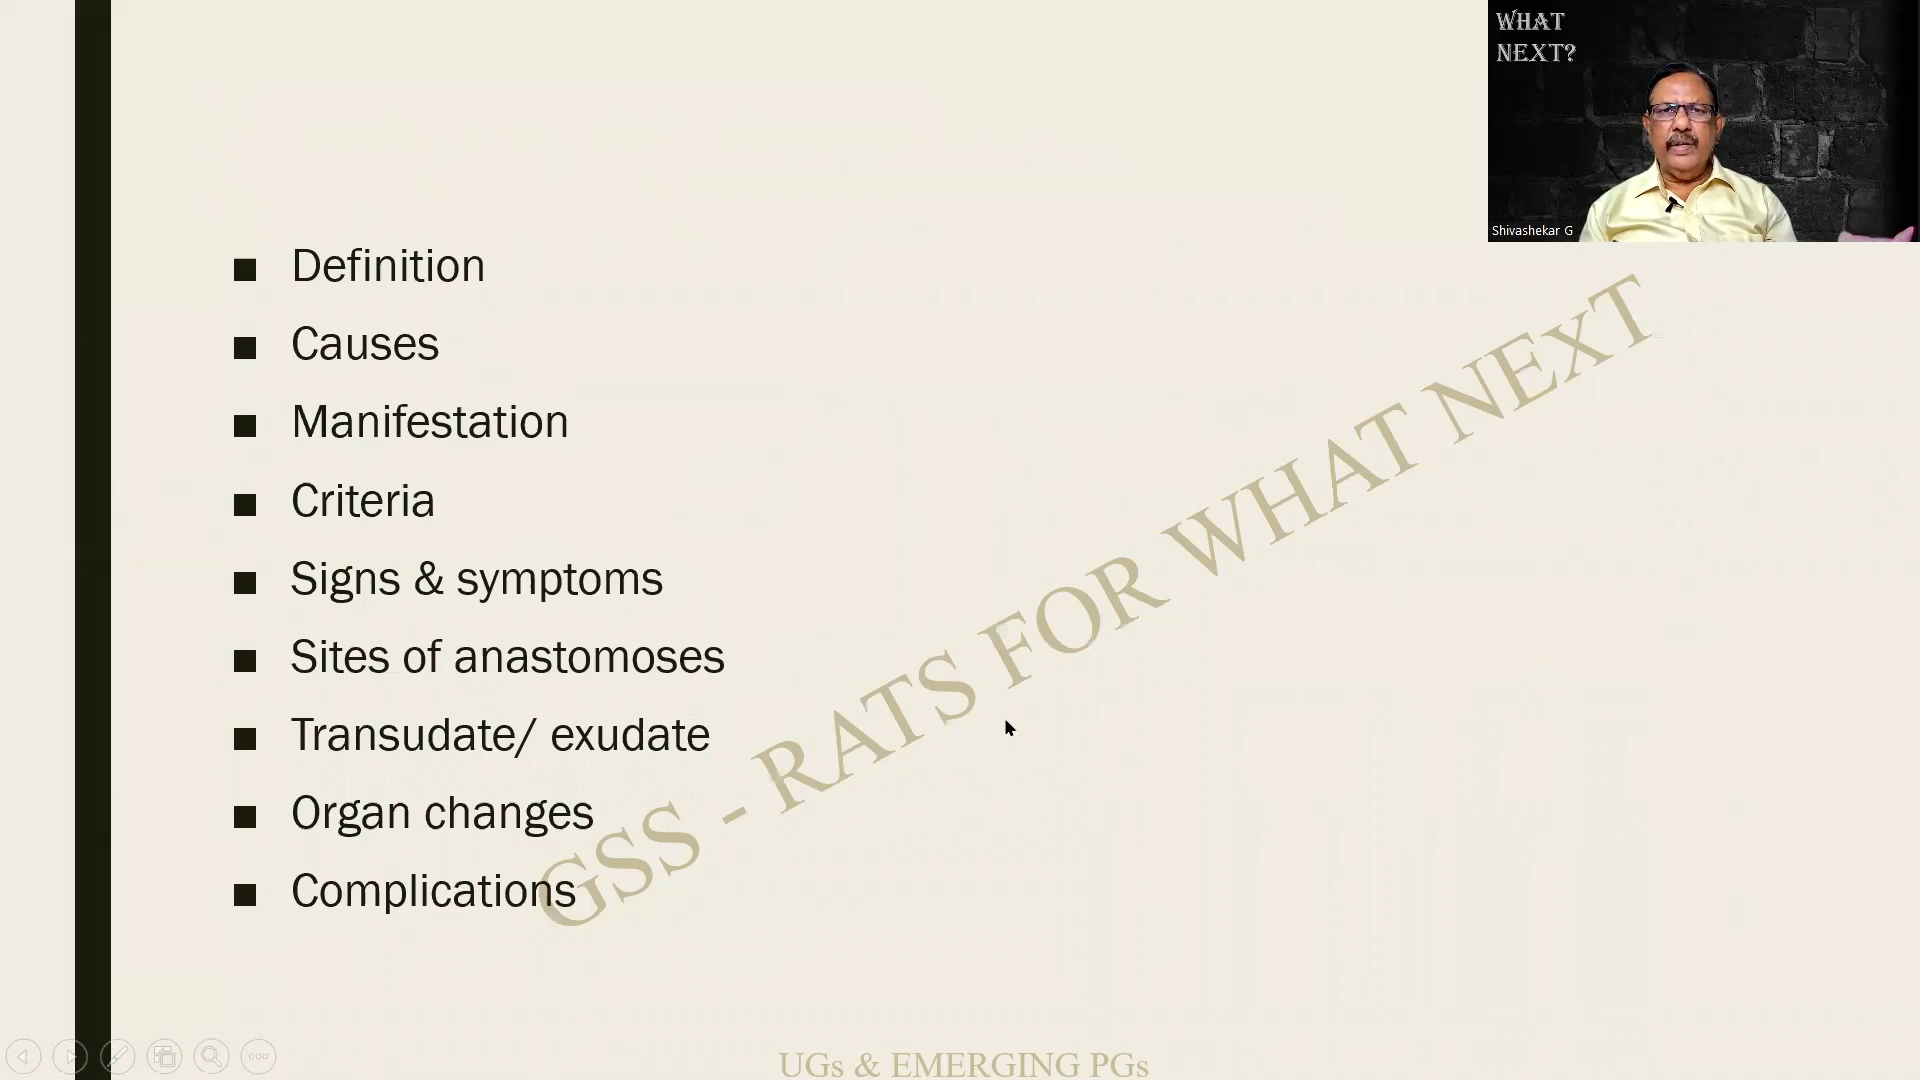 WHAT
NEXT?
Shivashekar G
■ Definition
■ Causes
■ Manifestation
■ Criteria
■ Signs & symptoms
■ Sites of anastomoses
■ Transudate/ exudate
■ Organ changes
■ Complications
GSS - RATS FOR WHAT NEXT
UGs & EMERGING PGs